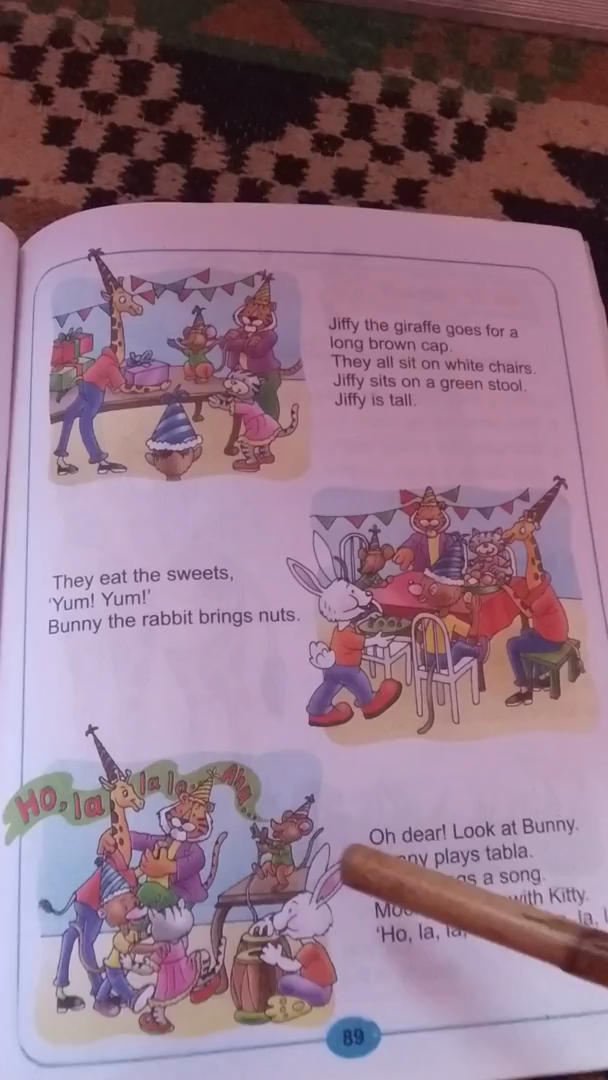 Jiffy the giraffe goes for a
long brown cap.
They all sit on white chairs.
Jiffy sits on a green stool.
Jiffy is tall.
They eat the sweets,
'Yum! Yum!'
Bunny the rabbit brings nuts.
Ho, la la la.. Aha...
Oh dear! Look at Bunny.
plays tabla.
a song.
with Kitty.
'Ho, la, la, la,
89